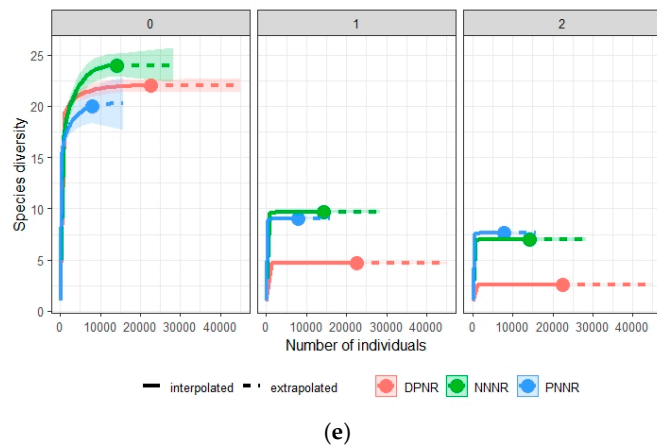 0 1 2
Species diversity
25
20
15
10
5
0
0 10000 20000 30000 40000 0 10000 20000 30000 40000 0 10000 20000 30000 40000
Number of individuals
interpolated extrapolated DPNR NNNR PNNR
(e)